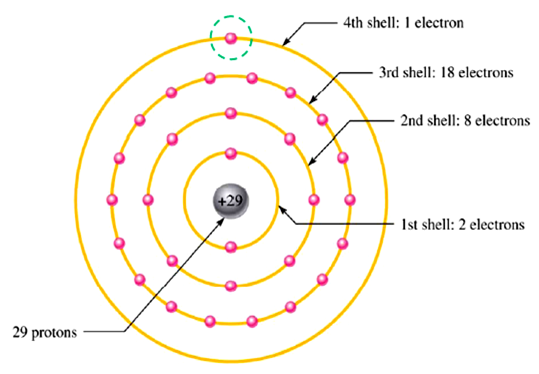 4th shell: 1 electron
3rd shell: 18 electrons
2nd shell: 8 electrons
+29
1st shell: 2 electrons
29 protons